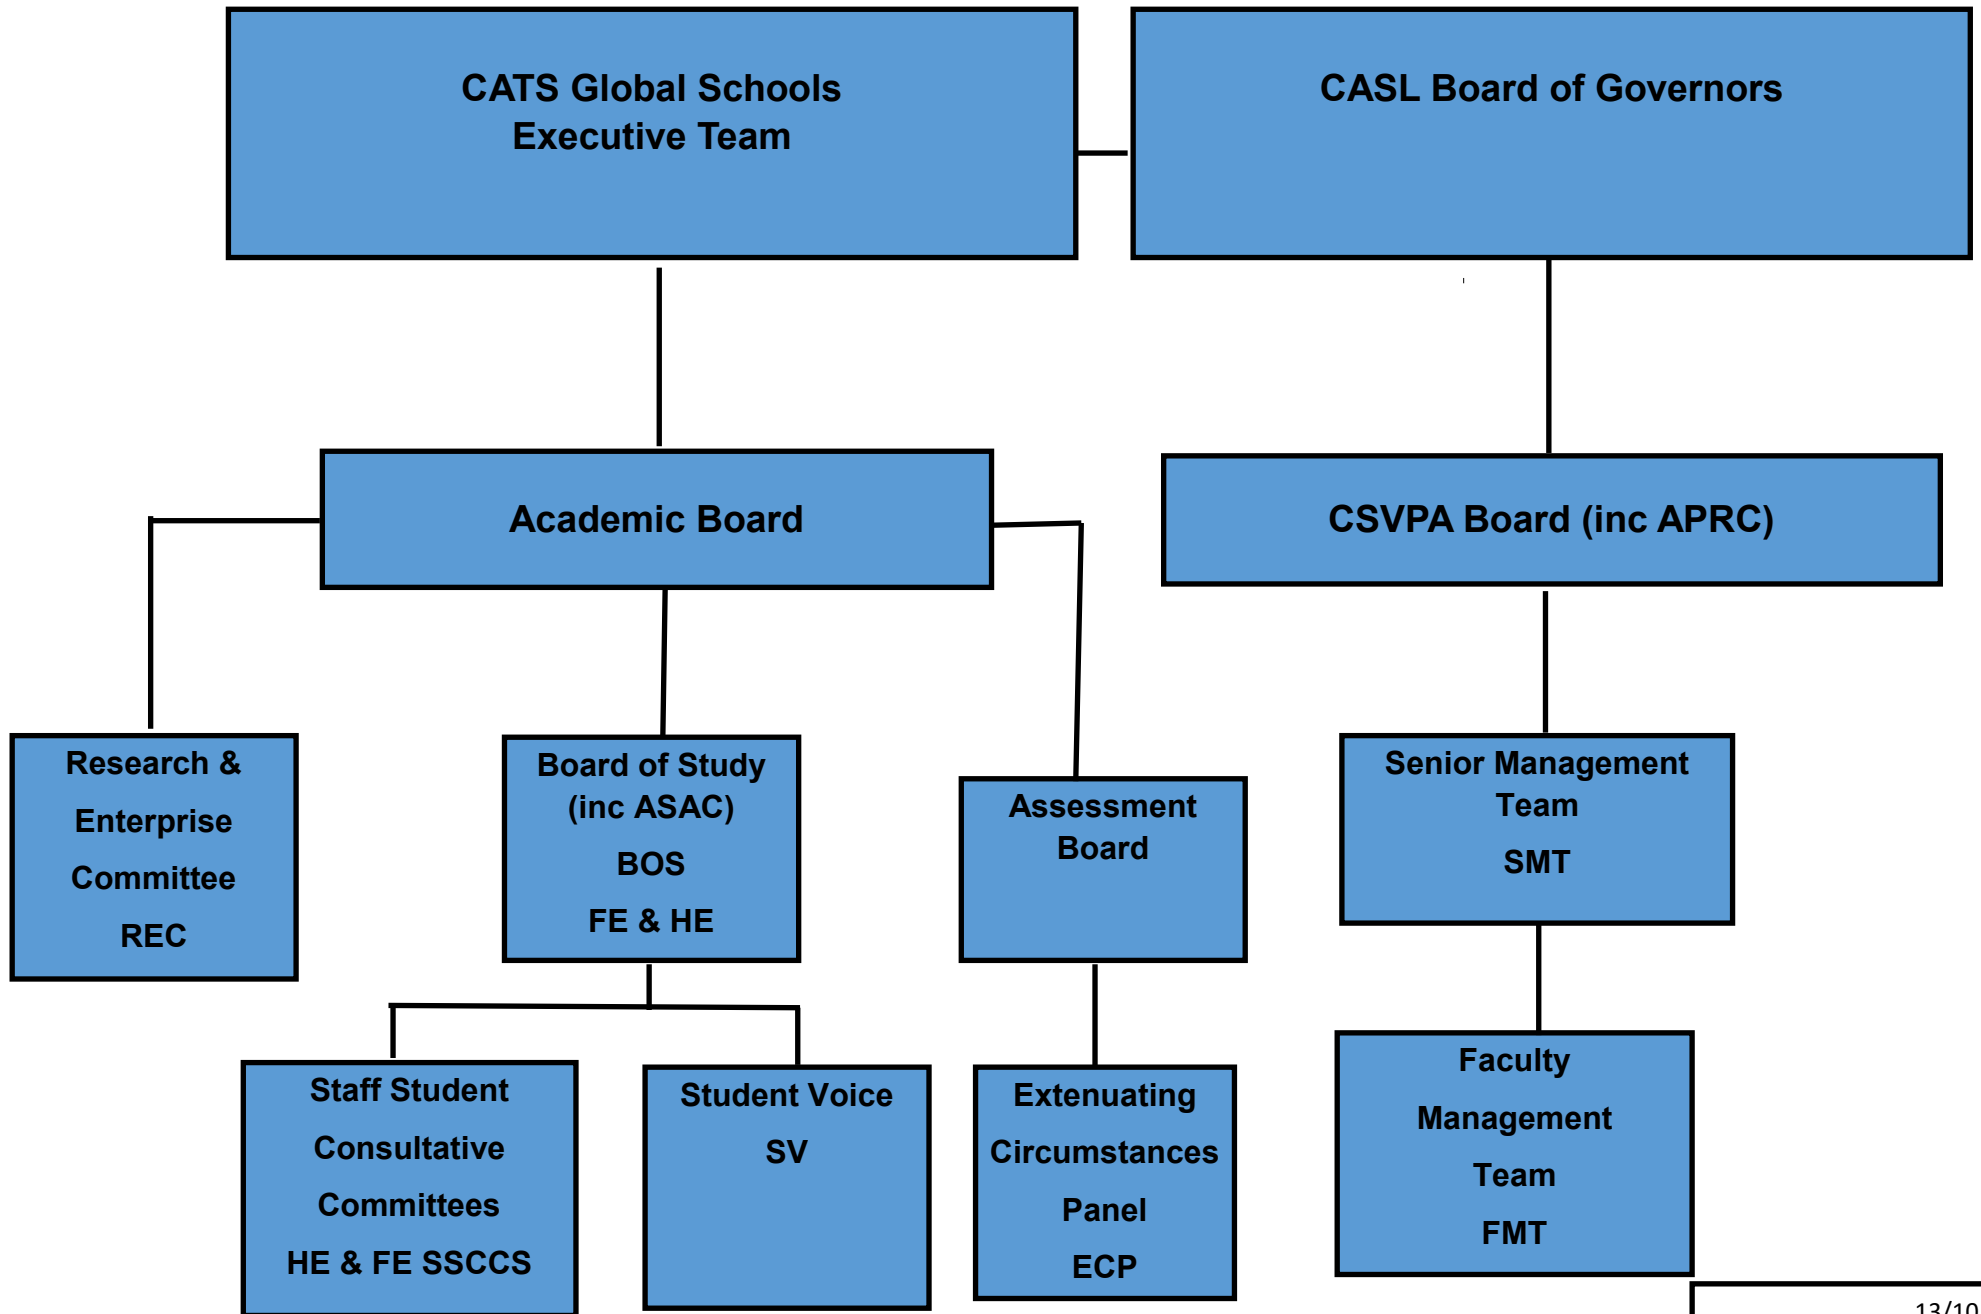 CATS Global Schools
Executive Team
CASL Board of Governors
Academic Board
CSVPA Board (inc APRC)
Research &
Enterprise
Committee
REC
Board of Study
(inc ASAC)
BOS
FE & HE
Assessment
Board
Senior Management
Team
SMT
Staff Student
Consultative
Committees
HE & FE SSCCS
Student Voice
SV
Extenuating
Circumstances
Panel
ECP
Faculty
Management
Team
FMT
13/10